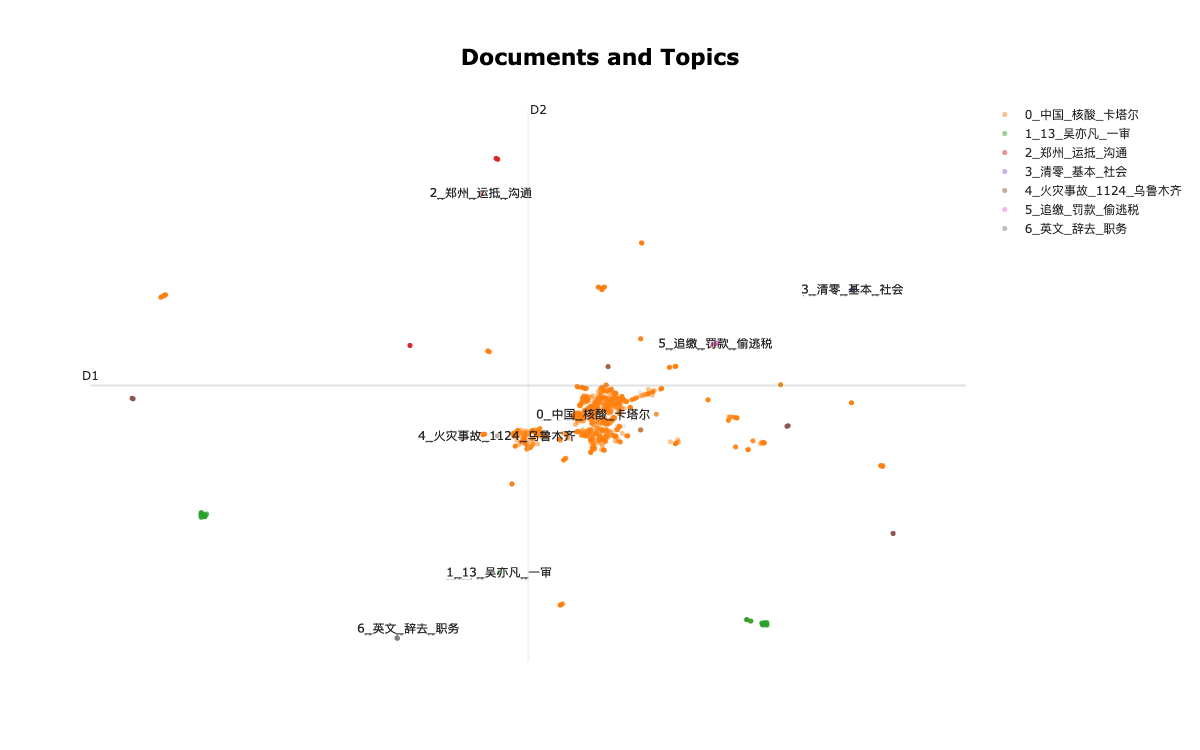 Documents and Topics
D2
0_中国_核酸_卡塔尔
1_13_吴亦凡_一审
2_郑州_运抵_沟通
3_清零_基本_社会
4_火灾事故_1124_乌鲁木齐
5_追缴_罚款_偷逃税
6_英文_辞去_职务
2_郑州_运抵_沟通
3_清零_基本_社会
5_追缴_罚款_偷逃税
D1
0_中国_核酸_卡塔尔
4_火灾事故_1124_乌鲁木齐
1_13_吴亦凡_一审
6_英文_辞去_职务